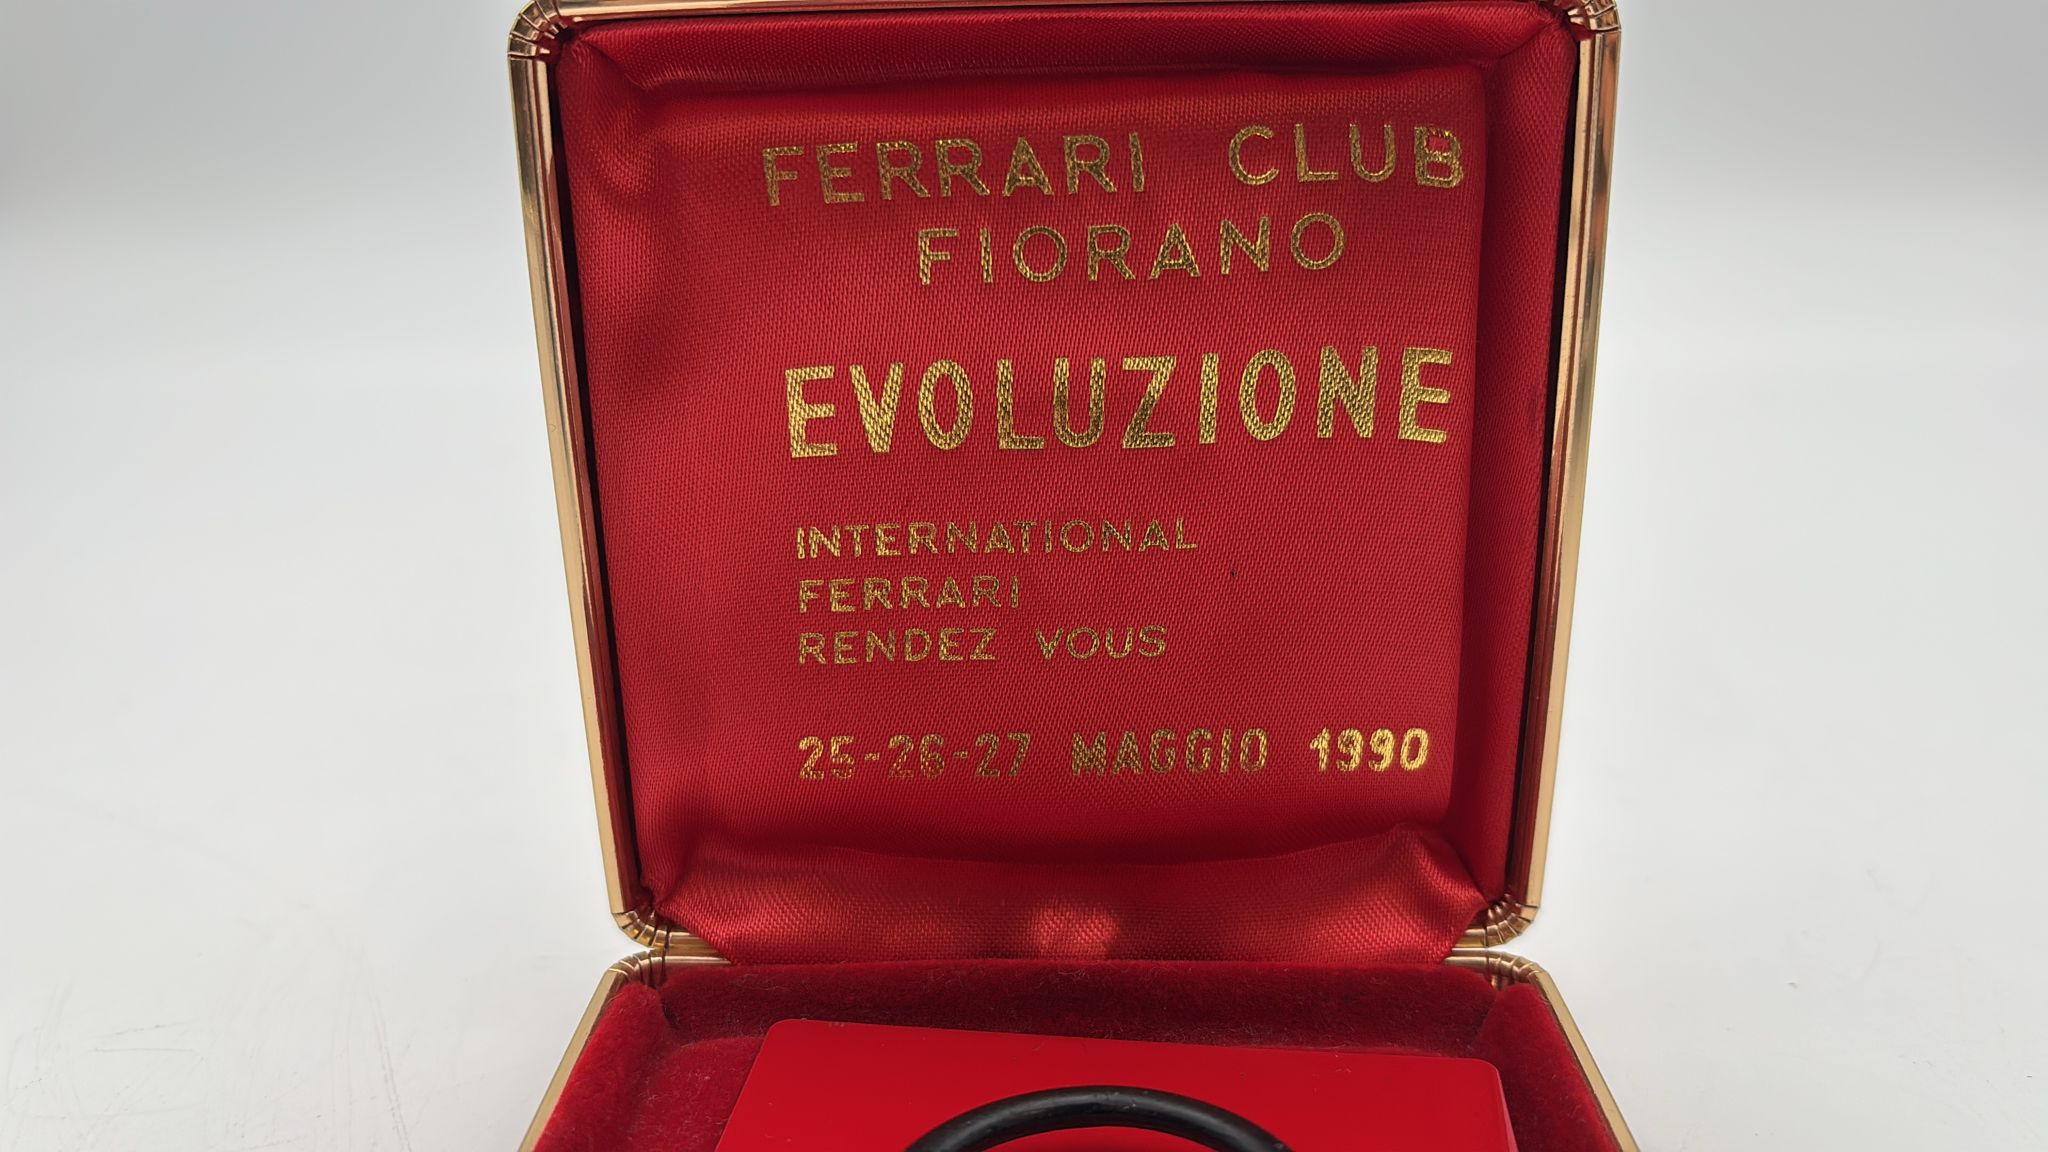 FERRARI CLUB
FIORANO
EVOLUZIONE
INTERNATIONAL
FERRARI
RENDEZ VOUS
25-26-27 MAGGIO 1990